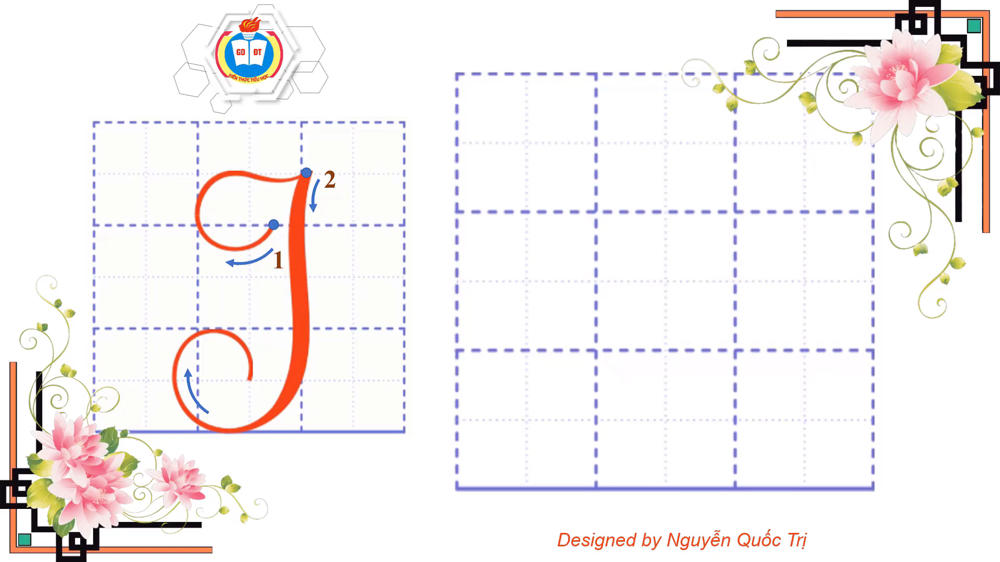 GD ĐT
KIẾN THỨC TIỂU HỌC
I
2
1
Designed by Nguyễn Quốc Trị